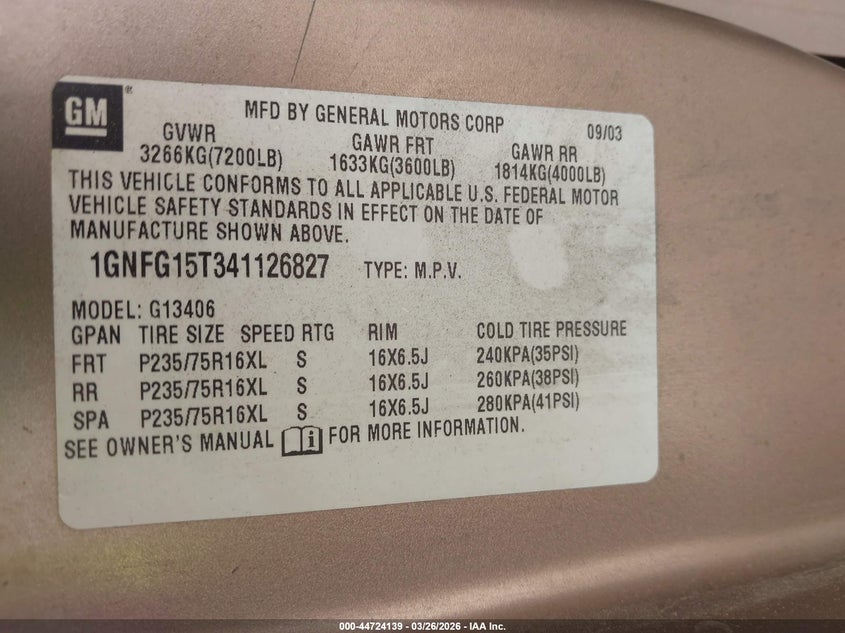 GM®
MFD BY GENERAL MOTORS CORP 09/03
GVWR GAWR FRT GAWR RR
3266KG(7200LB) 1633KG(3600LB) 1814KG(4000LB)
THIS VEHICLE CONFORMS TO ALL APPLICABLE U.S. FEDERAL MOTOR
VEHICLE SAFETY STANDARDS IN EFFECT ON THE DATE OF
MANUFACTURE SHOWN ABOVE.
1GNFG15T341126827 TYPE: M.P.V.
MODEL: G13406
GPAN TIRE SIZE SPEED RTG RIM COLD TIRE PRESSURE
FRT P235/75R16XL S 16X6.5J 240KPA(35PSI)
RR P235/75R16XL S 16X6.5J 260KPA(38PSI)
SPA P235/75R16XL S 16X6.5J 280KPA(41PSI)
SEE OWNER'S MANUAL i FOR MORE INFORMATION.
000-44724139 - 03/26/2026 - IAA Inc.